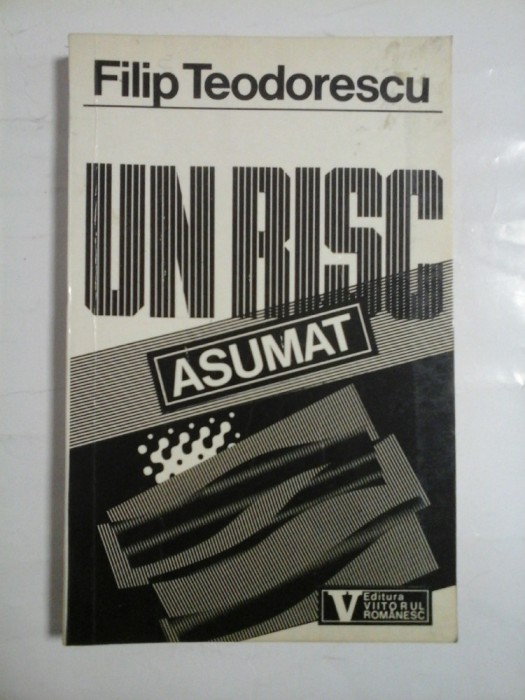 Filip Teodorescu
UN RISC
ASUMAT
V
Editura
VIITORUL
ROMÂNESC